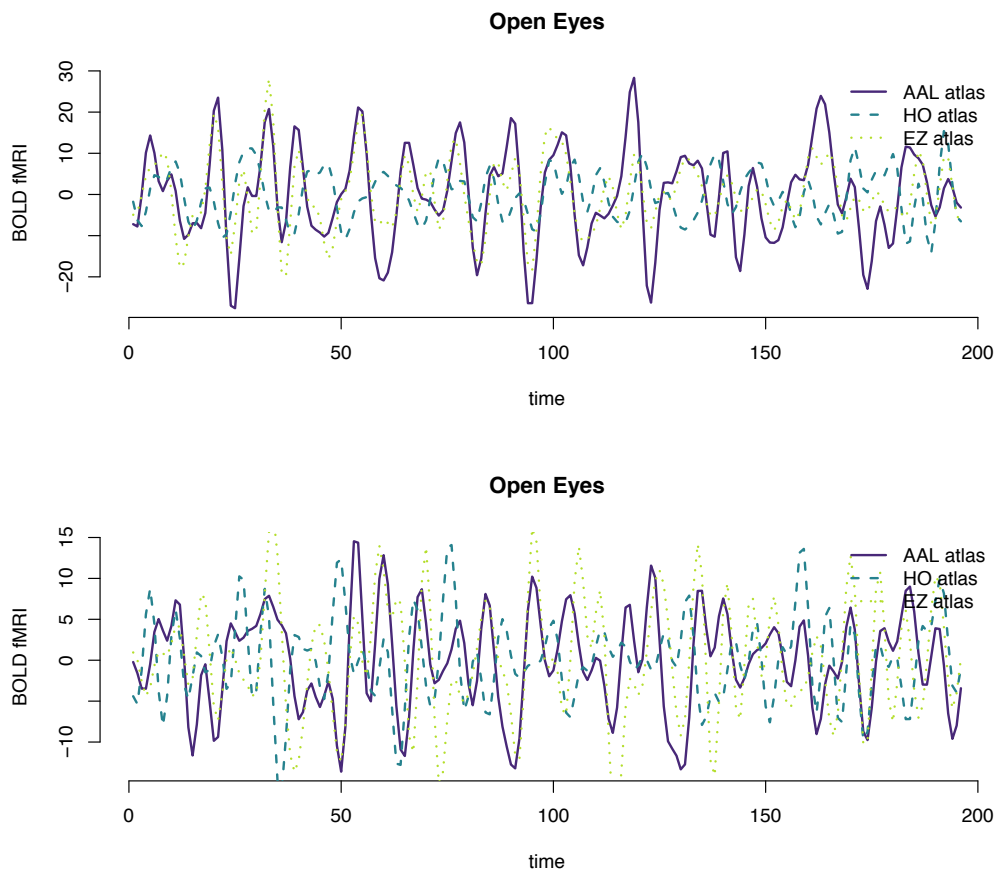 Open Eyes
30
20
10
0
−20
BOLD fMRI
AAL atlas
HO atlas
EZ atlas
0 50 100 150 200
time
Open Eyes
15
10
5
0
−10
BOLD fMRI
AAL atlas
HO atlas
EZ atlas
0 50 100 150 200
time